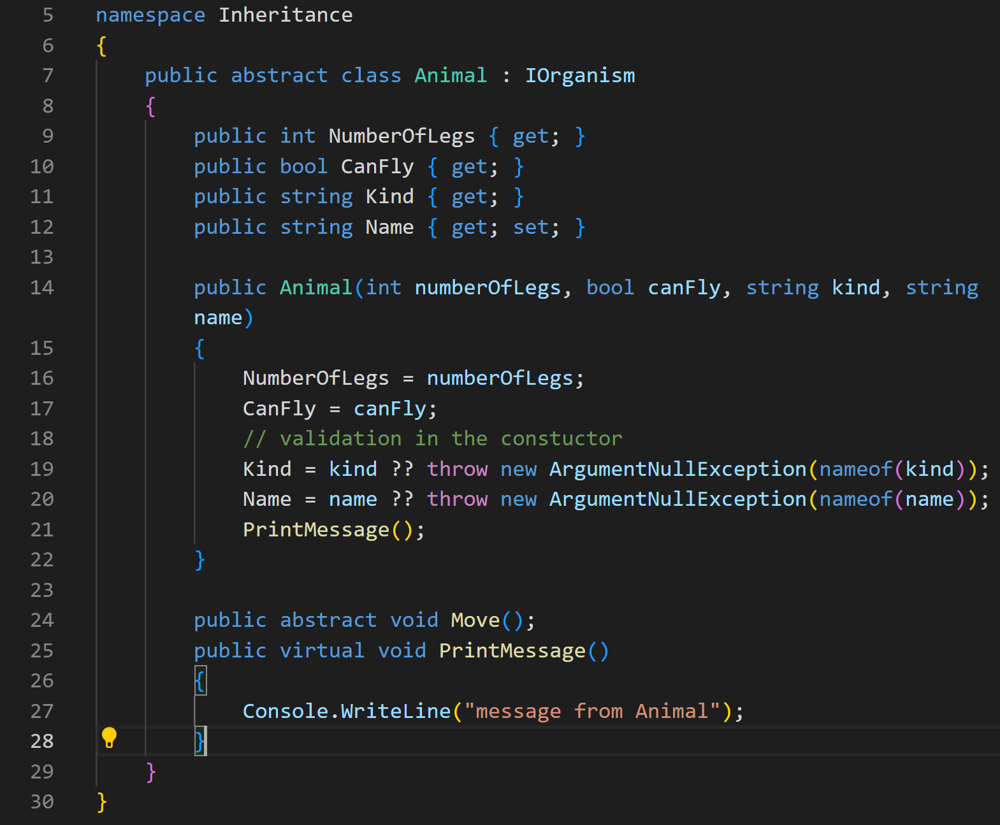 5 namespace Inheritance
6 {
7     public abstract class Animal : IOrganism
8     {
9         public int NumberOfLegs { get; }
10         public bool CanFly { get; }
11         public string Kind { get; }
12         public string Name { get; set; }
13
14         public Animal(int numberOfLegs, bool canFly, string kind, string
name)
15         {
16             NumberOfLegs = numberOfLegs;
17             CanFly = canFly;
18             // validation in the constuctor
19             Kind = kind ?? throw new ArgumentNullException(nameof(kind));
20             Name = name ?? throw new ArgumentNullException(nameof(name));
21             PrintMessage();
22         }
23
24         public abstract void Move();
25         public virtual void PrintMessage()
26         {
27             Console.WriteLine("message from Animal");
28         }
29     }
30 }